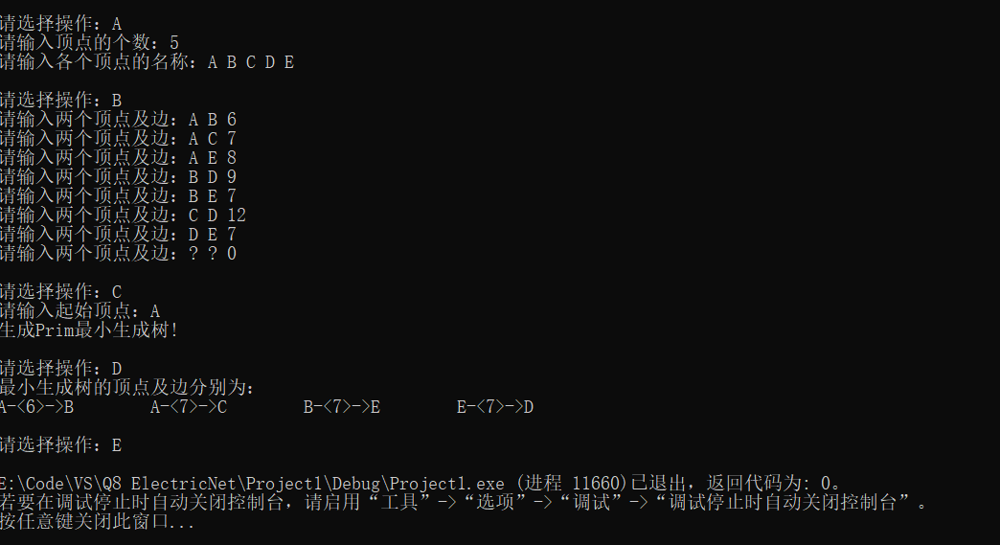 请选择操作：A
请输入顶点的个数：5
请输入各个顶点的名称：A B C D E
请选择操作：B
请输入两个顶点及边：A B 6
请输入两个顶点及边：A C 7
请输入两个顶点及边：A E 8
请输入两个顶点及边：B D 9
请输入两个顶点及边：B E 7
请输入两个顶点及边：C D 12
请输入两个顶点及边：D E 7
请输入两个顶点及边：? ? 0
请选择操作：C
请输入起始顶点：A
生成Prim最小生成树!
请选择操作：D
最小生成树的顶点及边分别为：
A-<6>->B A-<7>->C B-<7>->E E-<7>->D
请选择操作：E
E:\Code\VS\Q8 ElectricNet\Project1\Debug\Project1.exe (进程 11660)已退出，返回代码为: 0。
若要在调试停止时自动关闭控制台，请启用“工具”->“选项”->“调试”->“调试停止时自动关闭控制台”。
按任意键关闭此窗口...